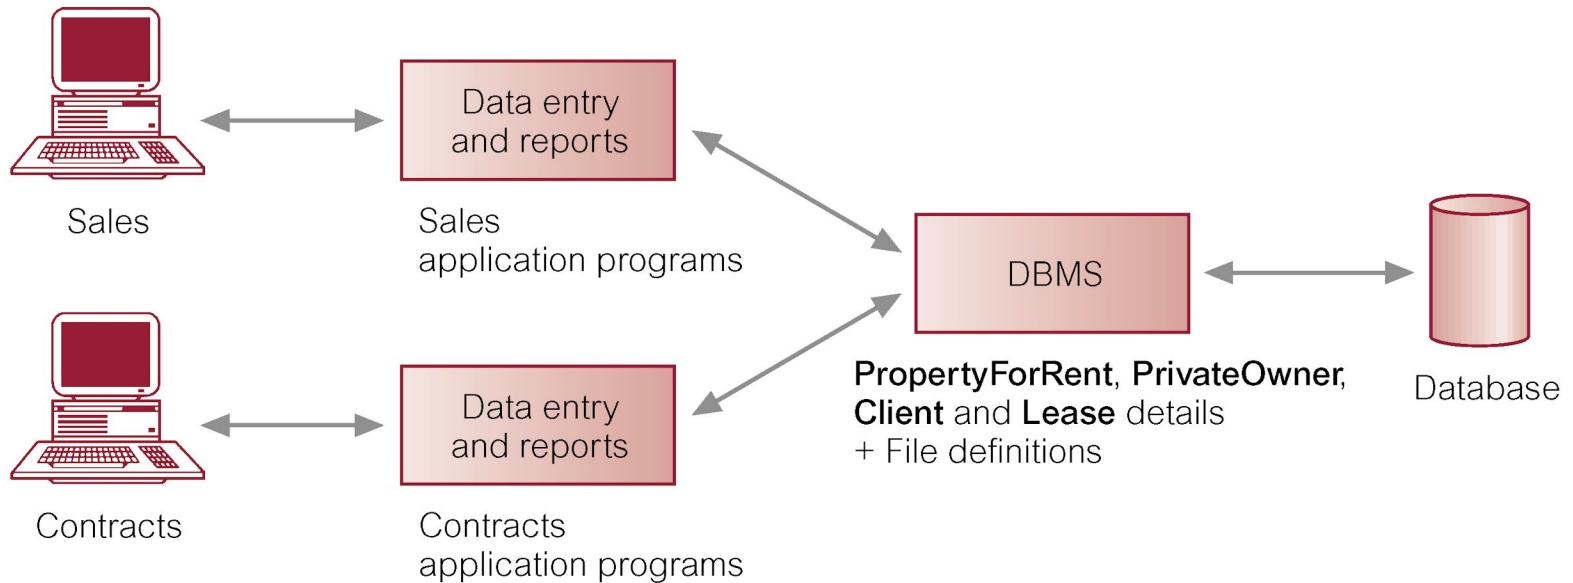 Data entry
and reports
Sales
Sales
application programs
DBMS
PropertyForRent, PrivateOwner,
Client and Lease details
+ File definitions
Database
Data entry
and reports
Contracts
Contracts
application programs